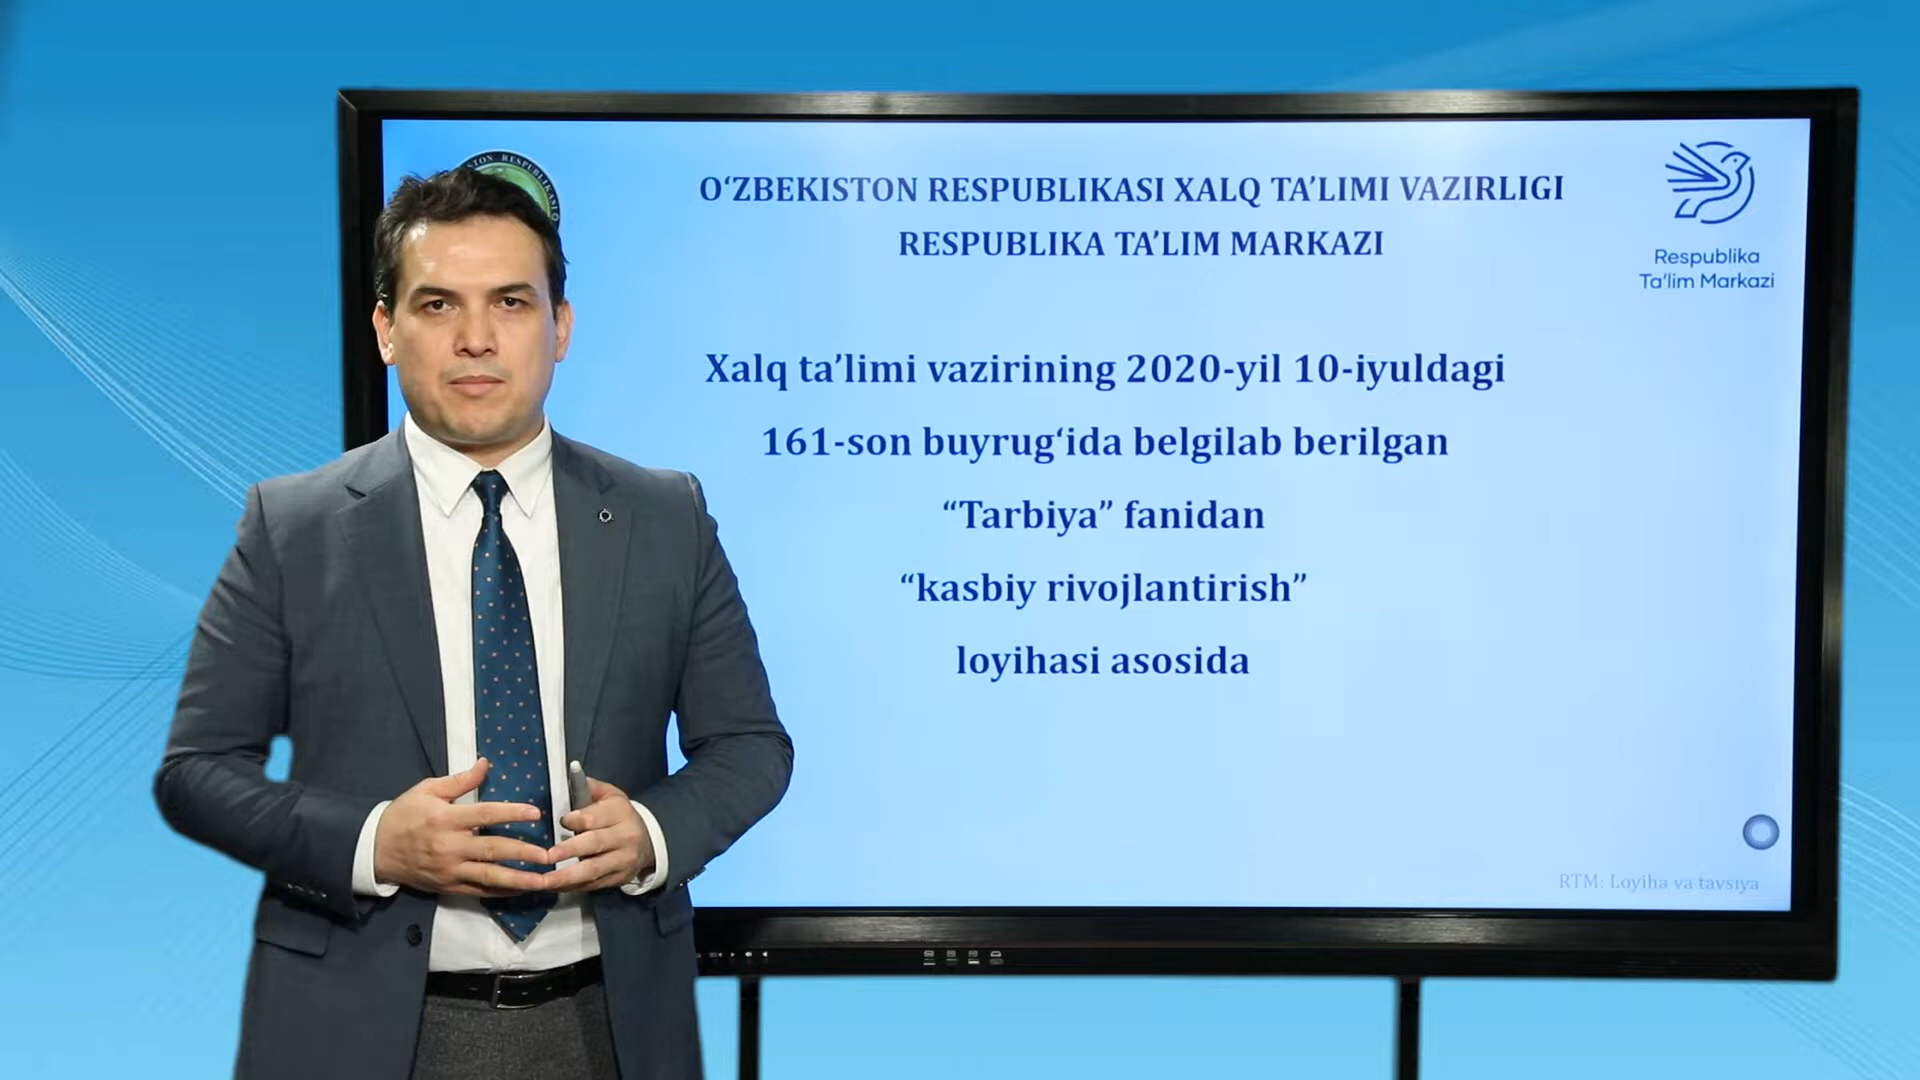 O‘ZBEKISTON RESPUBLIKASI XALQ TA’LIMI VAZIRLIGI
RESPUBLIKA TA’LIM MARKAZI
Respublika
Ta‘lim Markazi
Xalq ta’limi vazirining 2020-yil 10-iyuldagi
161-son buyrug‘ida belgilab berilgan
“Tarbiya” fanidan
“kasbiy rivojlantirish”
loyihasi asosida
RTM: Loyiha va tavsiya